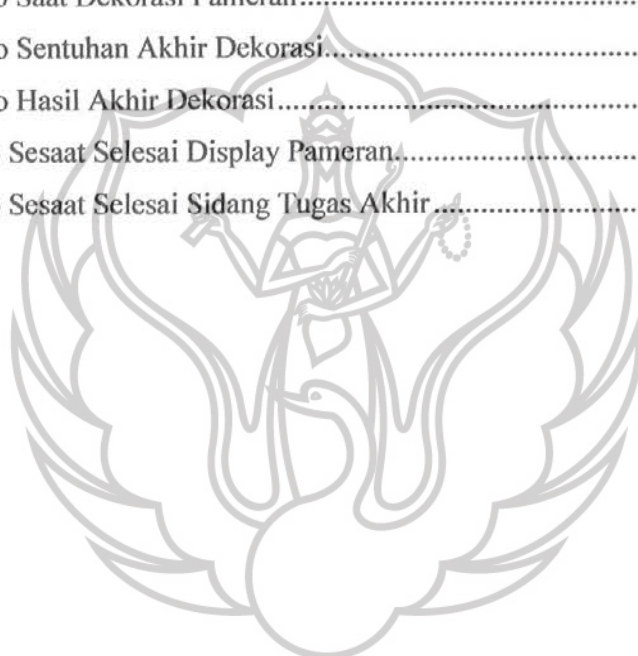 Saat Dekorasi Pameran........................................
Sentuhan Akhir Dekorasi........................................
Hasil Akhir Dekorasi........................................
Sesaat Selesai Display Pameran........................................
Sesaat Selesai Sidang Tugas Akhir........................................